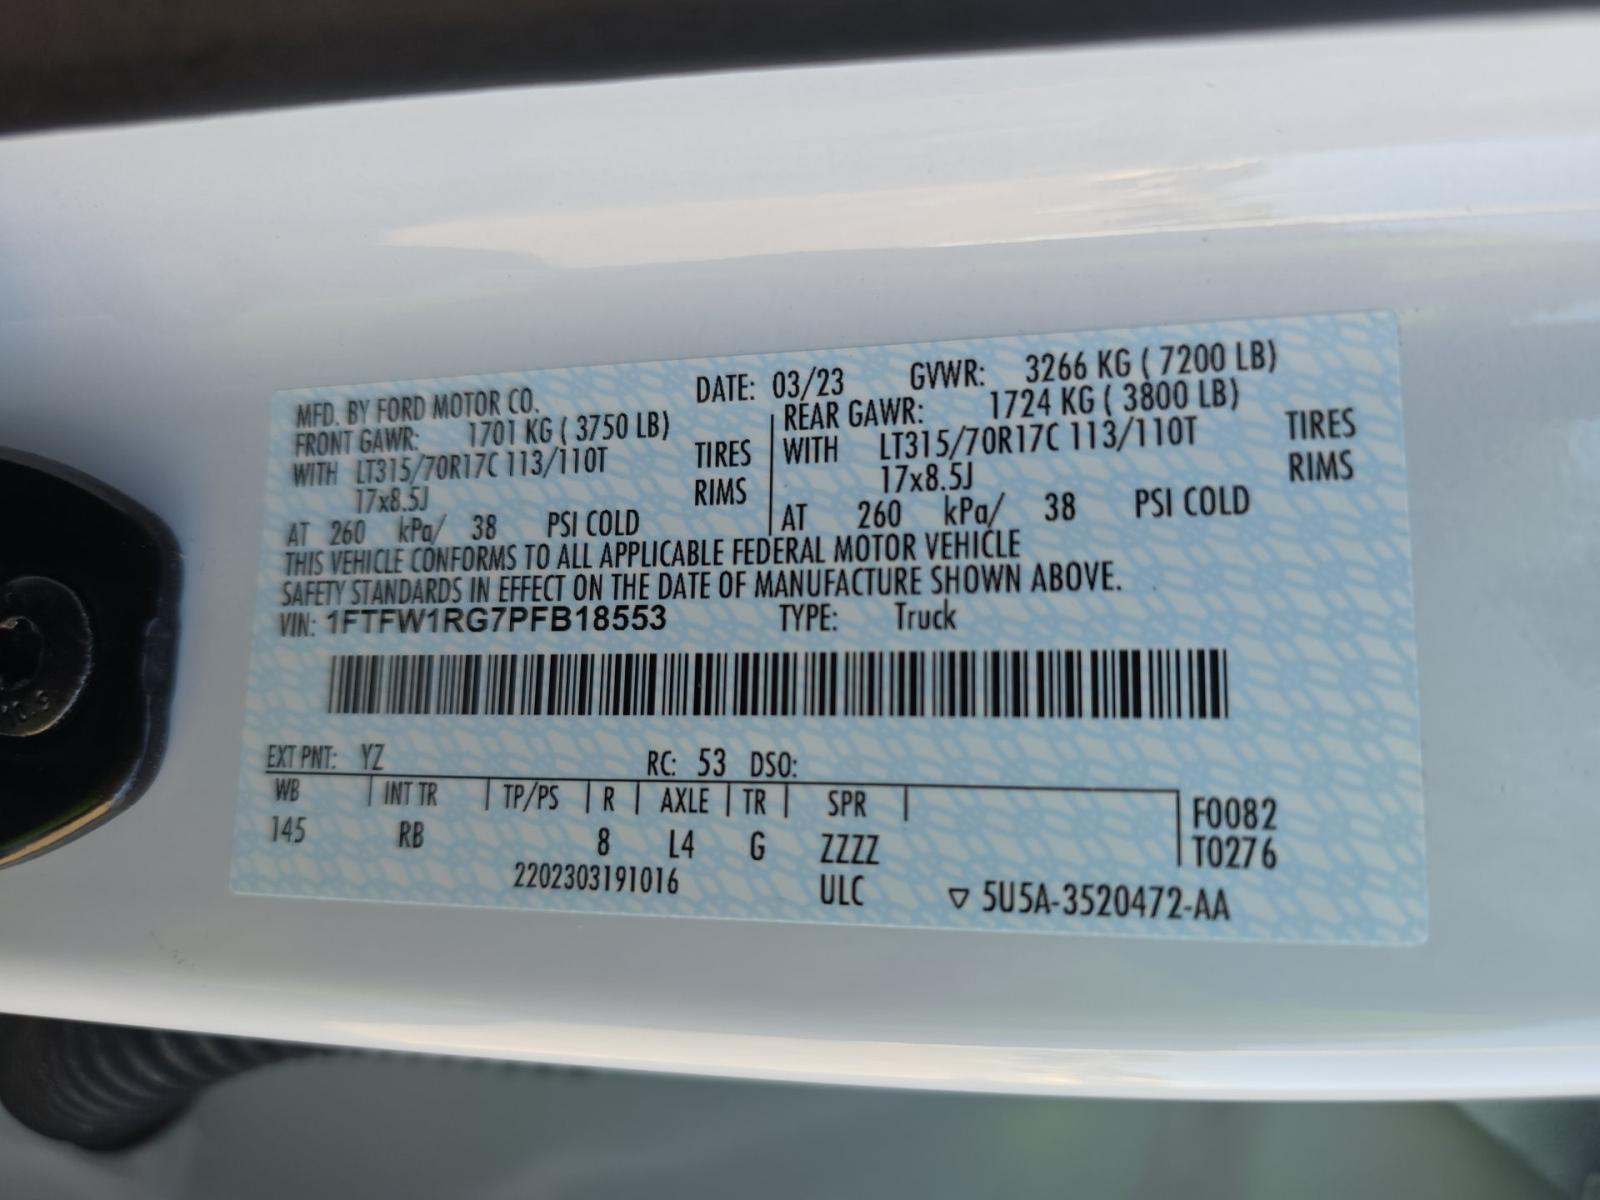 MFD. BY FORD MOTOR CO. DATE: 03/23 GVWR: 3266 KG ( 7200 LB)
FRONT GAWR: 1701 KG ( 3750 LB) REAR GAWR: 1724 KG ( 3800 LB)
WITH LT315/70R17C 113/110T TIRES WITH LT315/70R17C 113/110T TIRES
17x8.5J RIMS 17x8.5J RIMS
AT 260 kPa/ 38 PSI COLD AT 260 kPa/ 38 PSI COLD
THIS VEHICLE CONFORMS TO ALL APPLICABLE FEDERAL MOTOR VEHICLE
SAFETY STANDARDS IN EFFECT ON THE DATE OF MANUFACTURE SHOWN ABOVE.
VIN: 1FTFW1RG7PFB18553 TYPE: Truck
EXT PNT: YZ RC: 53 DSO:
WB INT TR TP/PS R AXLE TR SPR F0082
145 RB 8 L4 G ZZZZ T0276
2202303191016 ULC ▽ 5U5A-3520472-AA